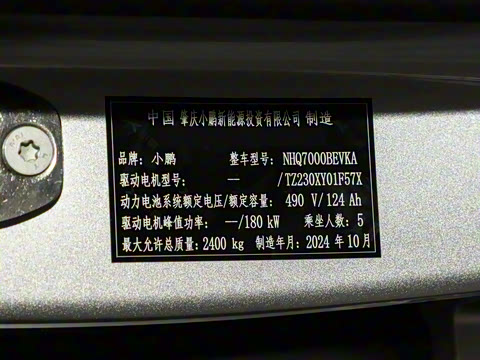 中国 肇庆小鹏新能源投资有限公司 制造
品牌：小鹏 整车型号：NHQ7000BEVKA
驱动电机型号：—/TZ230XY01F57X
动力电池系统额定电压/额定容量：490 V/124 Ah
驱动电机峰值功率：—/180 kW 乘坐人数：5
最大允许总质量：2400 kg 制造年月：2024 年 10 月